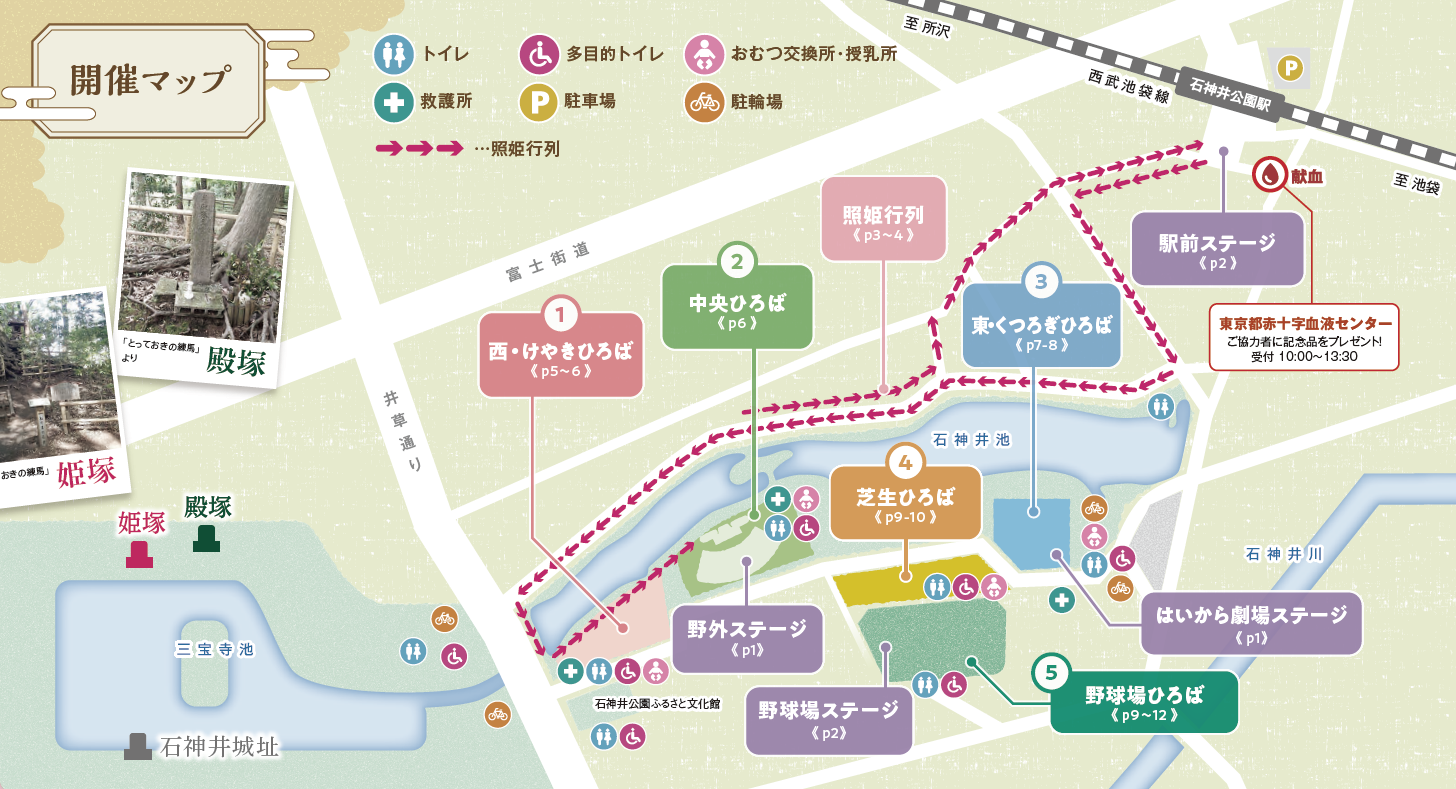 開催マップ
トイレ
多目的トイレ
おむつ交換所・授乳所
救護所
P 駐車場
駐輪場
…照姫行列
至 所沢
西武池袋線
石神井公園駅
P
至 池袋
献血
駅前ステージ
《 p2 》
東京都赤十字血液センター
ご協力者に記念品をプレゼント!
受付 10:00〜13:30
照姫行列
《 p3〜4 》
富士街道
2
中央ひろば
《 p6 》
3
東・くつろぎひろば
《 p7-8 》
1
西・けやきひろば
《 p5〜6 》
「とっておきの練馬」
より
殿塚
おきの練馬」
姫塚
井草通り
石神井池
4
芝生ひろば
《 p9-10 》
姫塚
殿塚
石神井川
三宝寺池
石神井城址
野外ステージ
《 p1》
はいから劇場ステージ
《 p1》
石神井公園ふるさと文化館
野球場ステージ
《 p2》
5
野球場ひろば
《 p9〜12 》